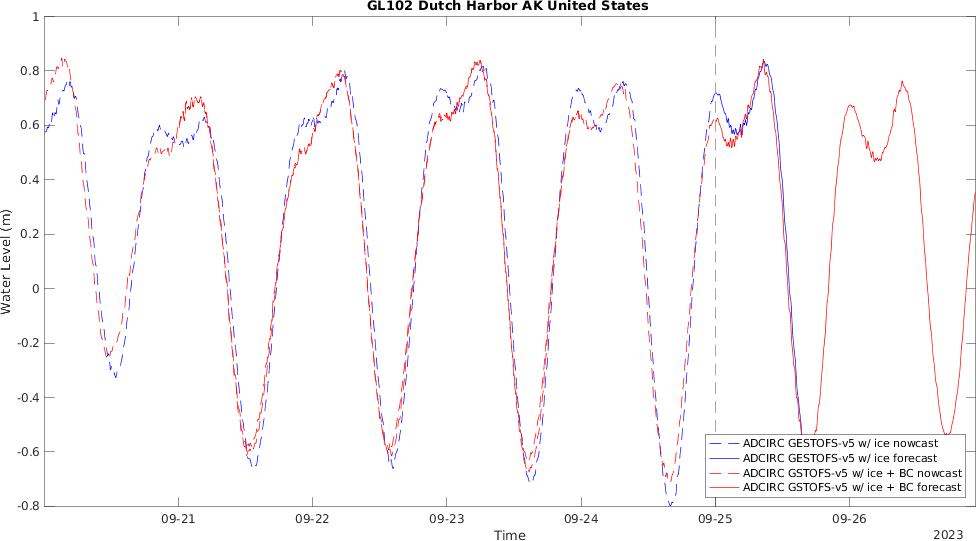 GL102 Dutch Harbor AK United States
1
0.8
0.6
0.4
0.2
0
-0.2
-0.4
-0.6
-0.8
Water Level (m)
ADCIRC GESTOFS-v5 w/ ice nowcast
ADCIRC GESTOFS-v5 w/ ice forecast
ADCIRC GSTOFS-v5 w/ ice + BC nowcast
ADCIRC GSTOFS-v5 w/ ice + BC forecast
09-21 09-22 09-23 09-24 09-25 09-26
Time
2023